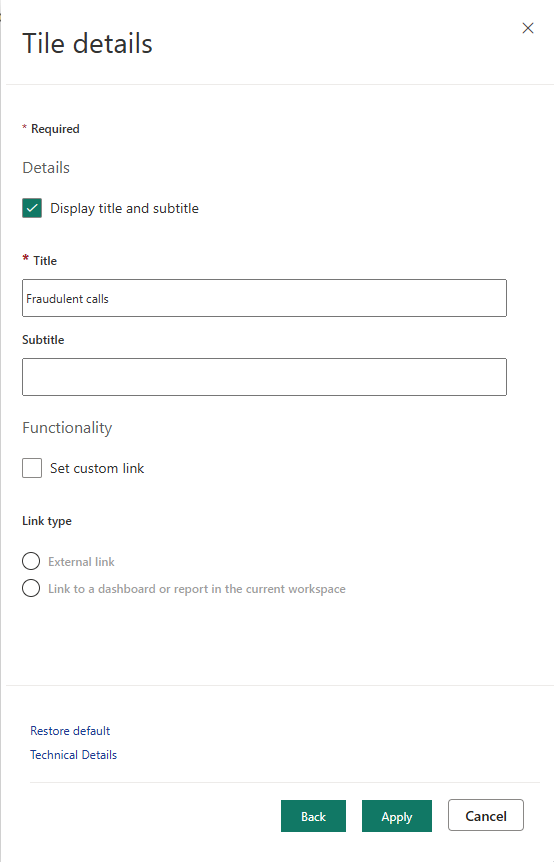 Tile details
* Required
Details
Display title and subtitle
* Title
Fraudulent calls
Subtitle
Functionality
Set custom link
Link type
External link
Link to a dashboard or report in the current workspace
Restore default
Technical Details
Back Apply Cancel